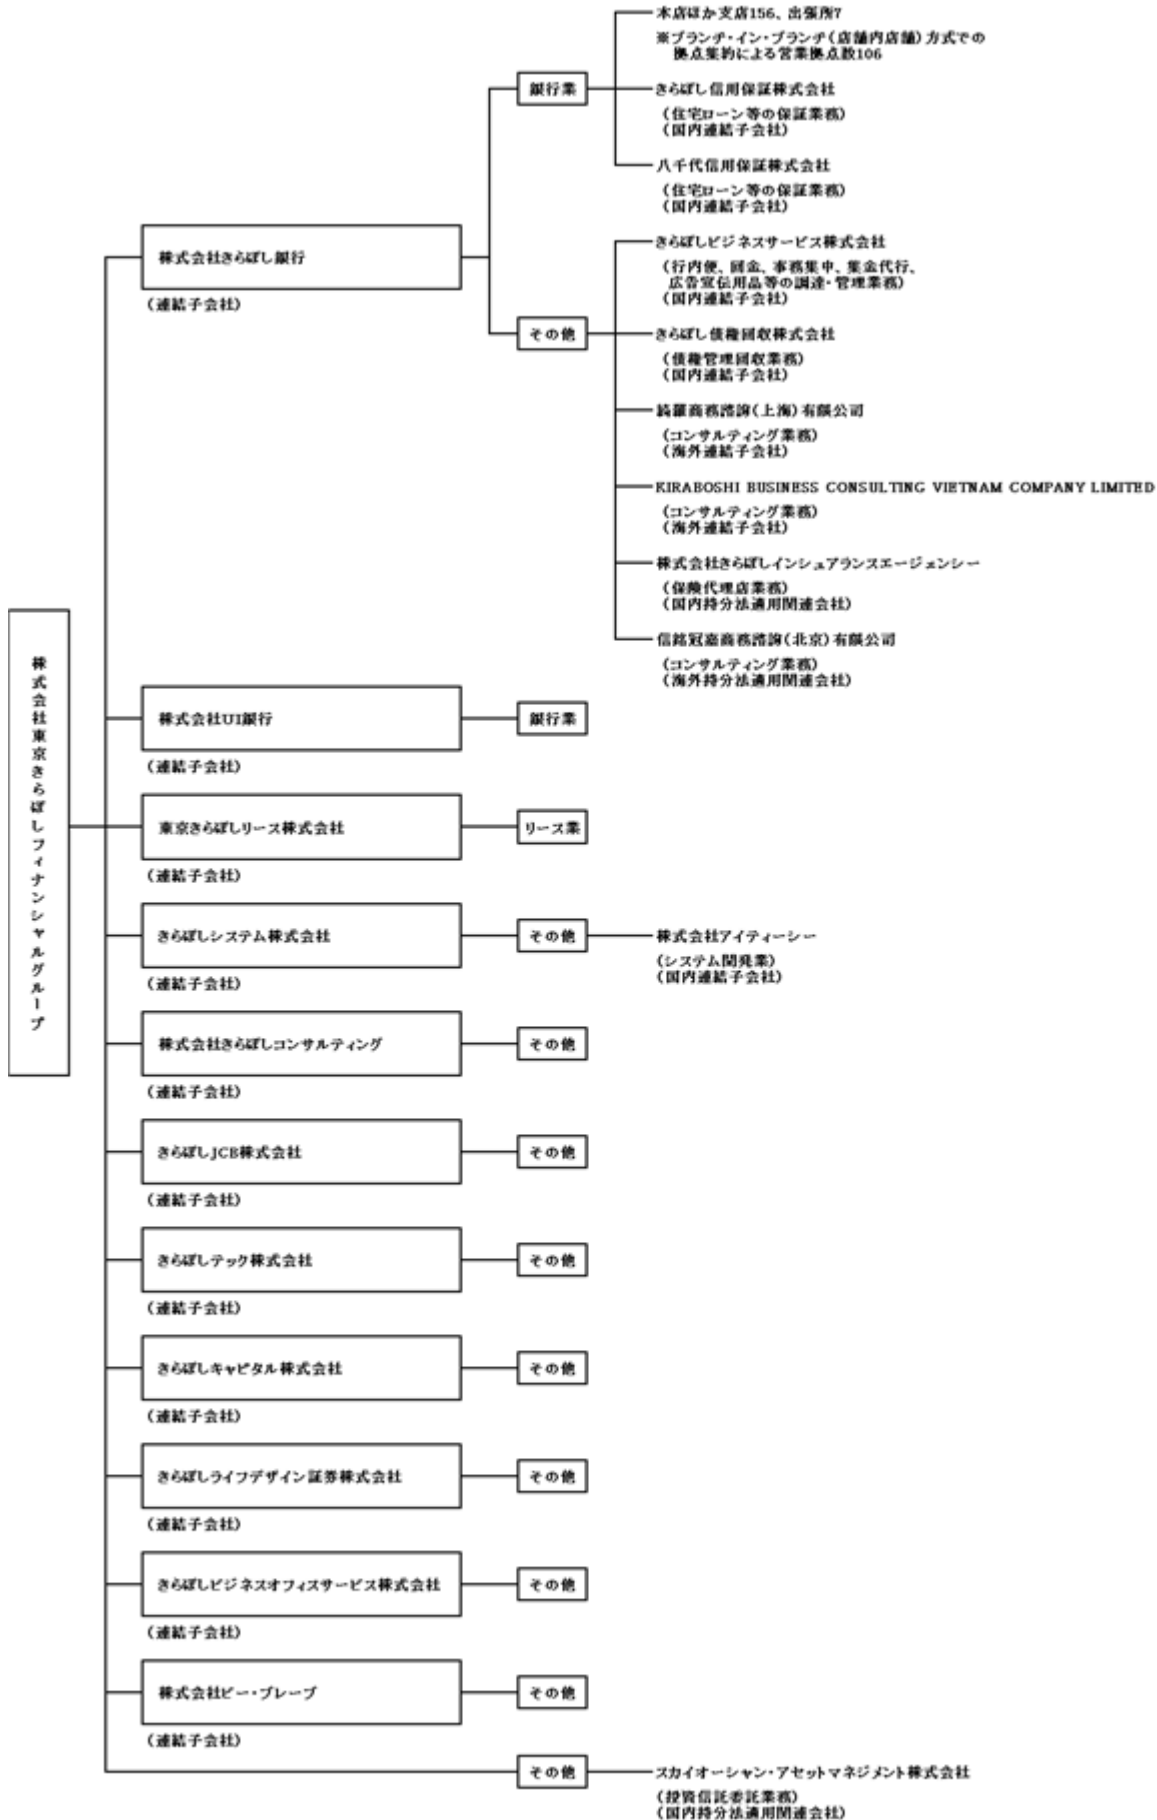 本店ほか支店156、出張所7
※ブランチ・イン・ブランチ(店舗内店舗)方式での
拠点集約による営業拠点数106
銀行業
きらぼし信用保証株式会社
(住宅ローン等の保証業務)
(国内連結子会社)
八千代信用保証株式会社
(住宅ローン等の保証業務)
(国内連結子会社)
株式会社きらぼし銀行
(連結子会社)
きらぼしビジネスサービス株式会社
(行内便、回金、事務集中、集金代行、
広告宣伝用品等の調達・管理業務)
(国内連結子会社)
その他
きらぼし債権回収株式会社
(債権管理回収業務)
(国内連結子会社)
綺羅商務諮詢(上海)有限公司
(コンサルティング業務)
(海外連結子会社)
KIRABOSHI BUSINESS CONSULTING VIETNAM COMPANY LIMITED
(コンサルティング業務)
(海外連結子会社)
株式会社きらぼしインシュアランスエージェンシー
(保険代理店業務)
(国内持分法適用関連会社)
信銘冠嘉商務諮詢(北京)有限公司
(コンサルティング業務)
(海外持分法適用関連会社)
株式会社東京きらぼしフィナンシャルグループ
株式会社UI銀行
(連結子会社)
銀行業
東京きらぼしリース株式会社
(連結子会社)
リース業
きらぼしシステム株式会社
(連結子会社)
その他
株式会社アイティーシー
(システム開発業)
(国内連結子会社)
株式会社きらぼしコンサルティング
(連結子会社)
その他
きらぼしJCB株式会社
(連結子会社)
その他
きらぼしテック株式会社
(連結子会社)
その他
きらぼしキャピタル株式会社
(連結子会社)
その他
きらぼしライフデザイン証券株式会社
(連結子会社)
その他
きらぼしビジネスオフィスサービス株式会社
(連結子会社)
その他
株式会社ビー・ブレーブ
(連結子会社)
その他
その他
スカイオーシャン・アセットマネジメント株式会社
(投資信託委託業務)
(国内持分法適用関連会社)